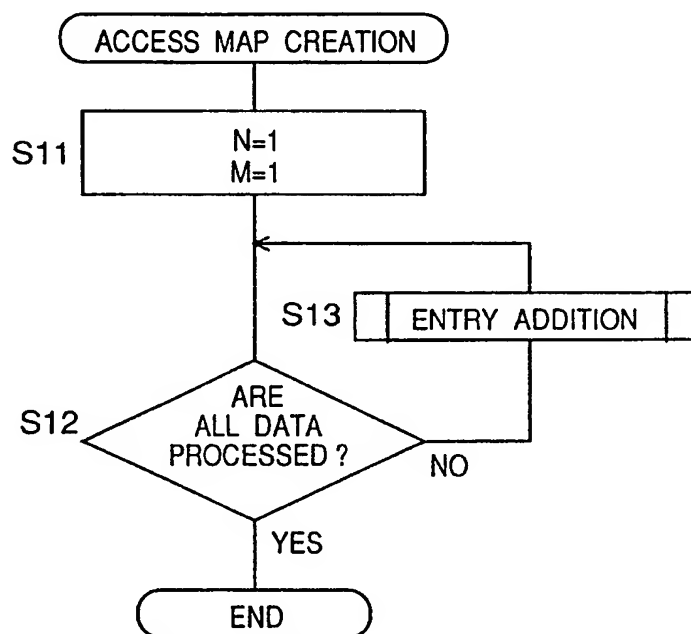 ACCESS MAP CREATION
S11
N=1
M=1
S13
ENTRY ADDITION
S12
ARE
ALL DATA
PROCESSED ?
NO
YES
END